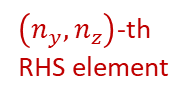 (n_y, n_z)-th
RHS element